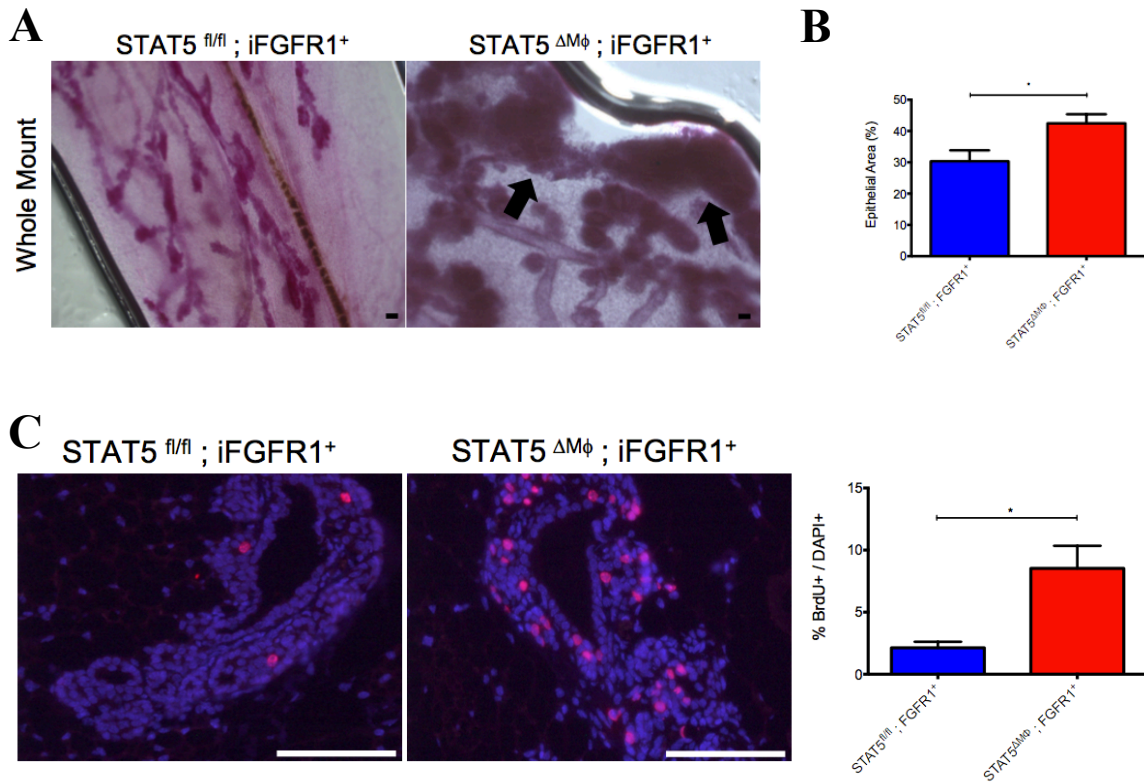 A
STAT5 fl/fl ; iFGFR1+
STAT5 ΔMϕ ; iFGFR1+
Whole Mount
B
Epithelial Area (%)
50
40
30
20
10
0
*
STAT5fl/fl ; FGFR1+
STAT5ΔMΦ ; FGFR1+
C
STAT5 fl/fl ; iFGFR1+
STAT5 ΔMϕ ; iFGFR1+
% BrdU+ / DAPI+
15
10
5
0
*
STAT5fl/fl ; FGFR1+
STAT5ΔMΦ ; FGFR1+